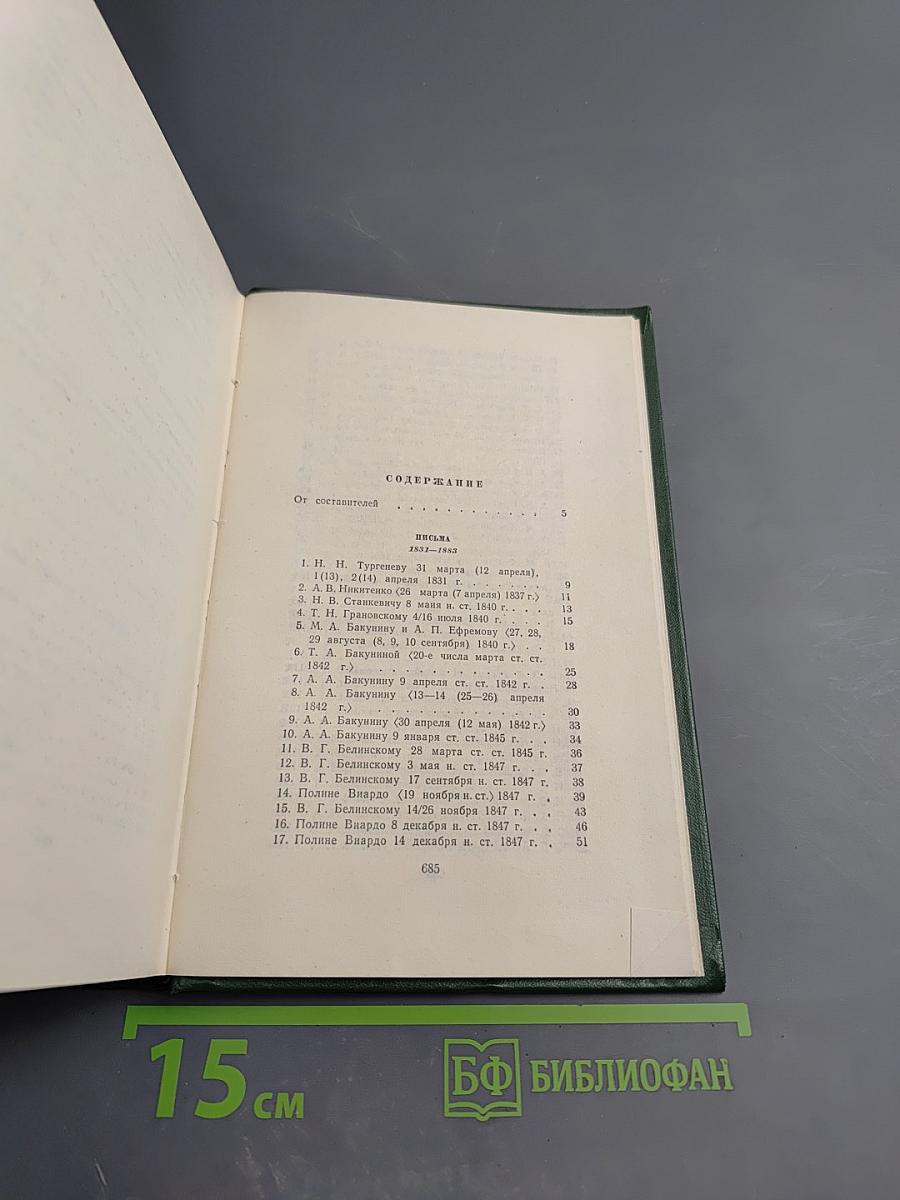 СОДЕРЖАНИЕ
От составителей . . . . . . . . . . . . 5
ПИСЬМА
1831—1883
1. Н. Н. Тургеневу 31 марта (12 апреля),
1(13), 2(14) апреля 1831 г. . . . . . . . 9
2. А. В. Никитенко ⟨26 марта (7 апреля) 1837 г.⟩ 11
3. Н. В. Станкевичу 8 маия н. ст. 1840 г. . . . 13
4. Т. Н. Грановскому 4/16 июля 1840 г. . . . 15
5. М. А. Бакунину и А. П. Ефремову ⟨27, 28,
29 августа (8, 9, 10 сентября) 1840 г.⟩ . . 18
6. Т. А. Бакуниной ⟨20-е числа марта ст. ст.
1842 г.⟩ . . . . . . . . . . . . . 25
7. А. А. Бакунину 9 апреля ст. ст. 1842 г. . 28
8. А. А. Бакунину ⟨13—14 (25—26) апреля
1842 г.⟩ . . . . . . . . . . . . . 30
9. А. А. Бакунину ⟨30 апреля (12 мая) 1842 г.⟩ 33
10. А. А. Бакунину 9 января ст. ст. 1845 г. . . 34
11. В. Г. Белинскому 28 марта ст. ст. 1845 г. 36
12. В. Г. Белинскому 3 мая н. ст. 1847 г. . . 37
13. В. Г. Белинскому 17 сентября н. ст. 1847 г. 38
14. Полине Виардо ⟨19 ноября н. ст.⟩ 1847 г. . 39
15. В. Г. Белинскому 14/26 ноября 1847 г. . . 43
16. Полине Виардо 8 декабря н. ст. 1847 г. . . 46
17. Полине Виардо 14 декабря н. ст. 1847 г. . 51
685
15 см
БФ БИБЛИОФАН